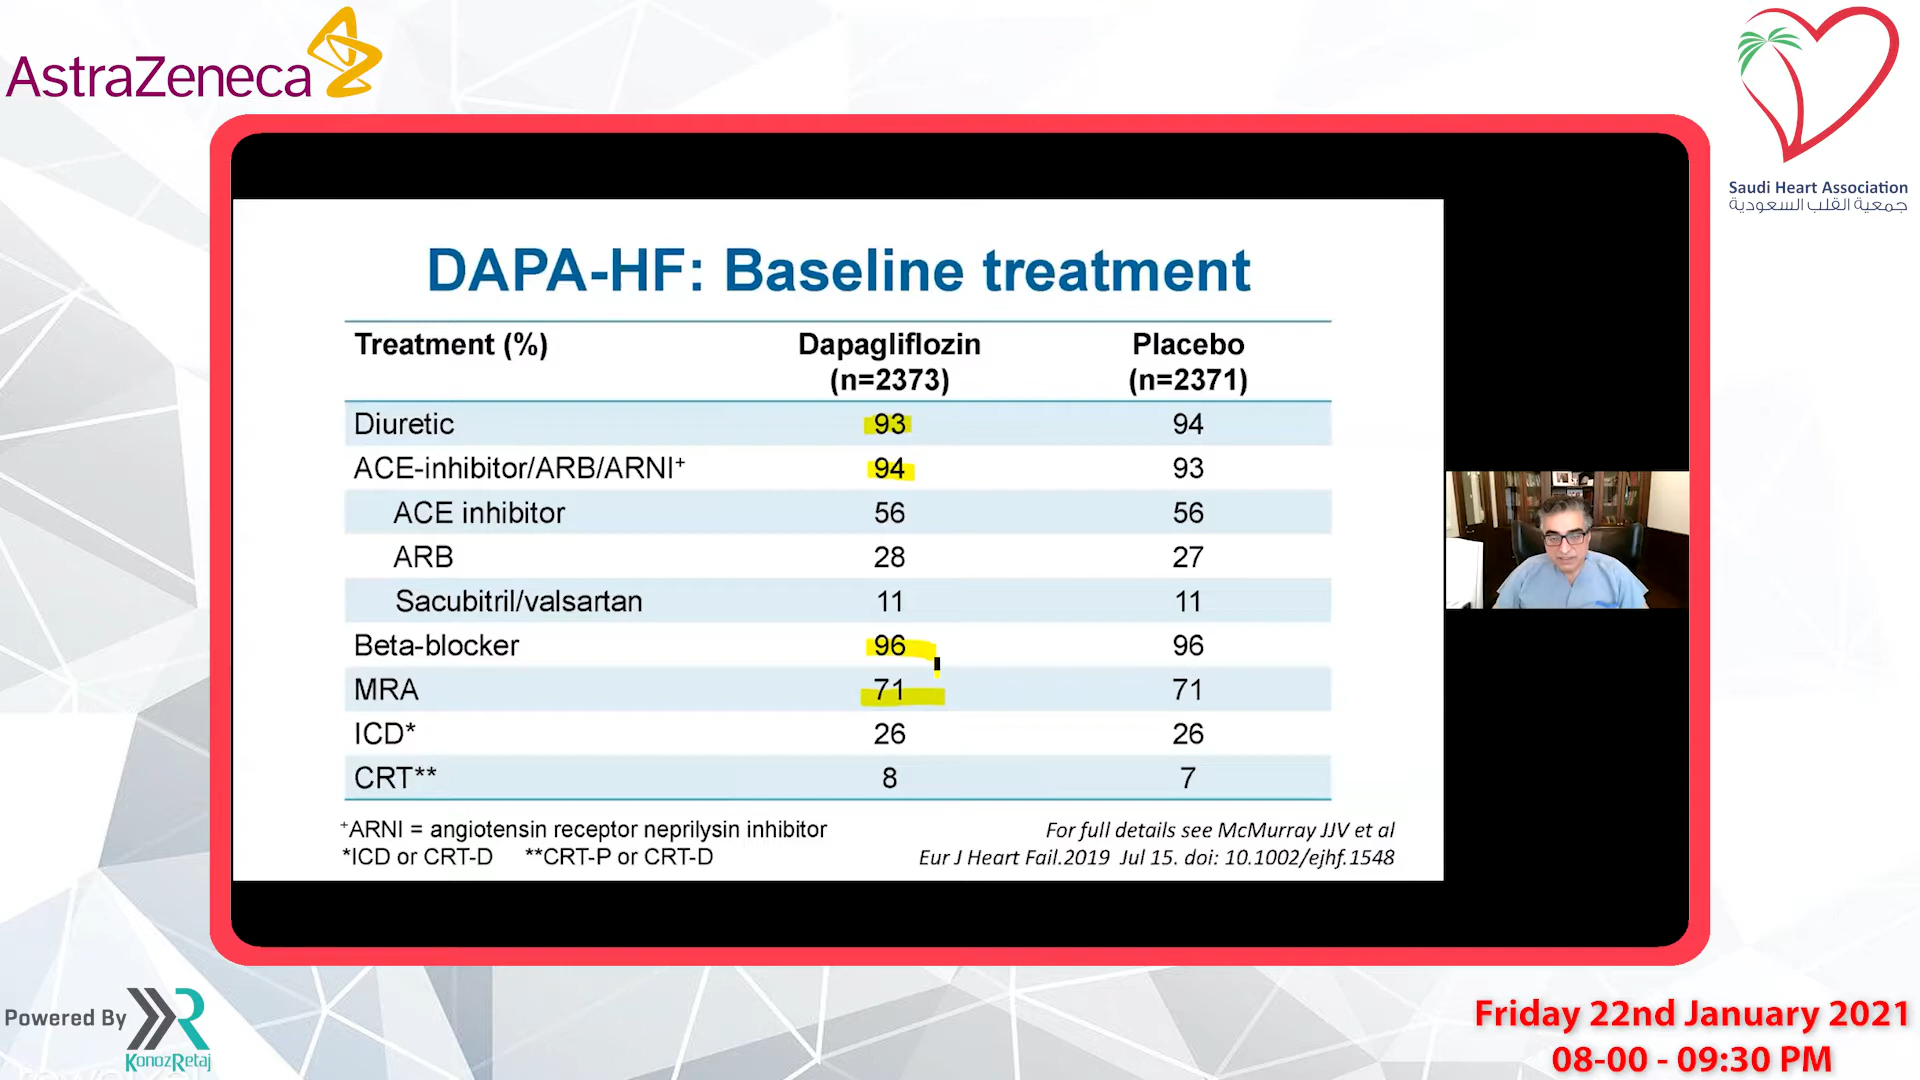 AstraZeneca
Saudi Heart Association
جمعية القلب السعودية
DAPA-HF: Baseline treatment
Treatment (%) Dapagliflozin Placebo
(n=2373) (n=2371)
Diuretic 93 94
ACE-inhibitor/ARB/ARNI+ 94 93
ACE inhibitor 56 56
ARB 28 27
Sacubitril/valsartan 11 11
Beta-blocker 96 96
MRA 71 71
ICD* 26 26
CRT** 8 7
+ARNI = angiotensin receptor neprilysin inhibitor
*ICD or CRT-D **CRT-P or CRT-D
For full details see McMurray JJV et al
Eur J Heart Fail.2019 Jul 15. doi: 10.1002/ejhf.1548
Powered By
KonozRetaj
Friday 22nd January 2021
08-00 - 09:30 PM